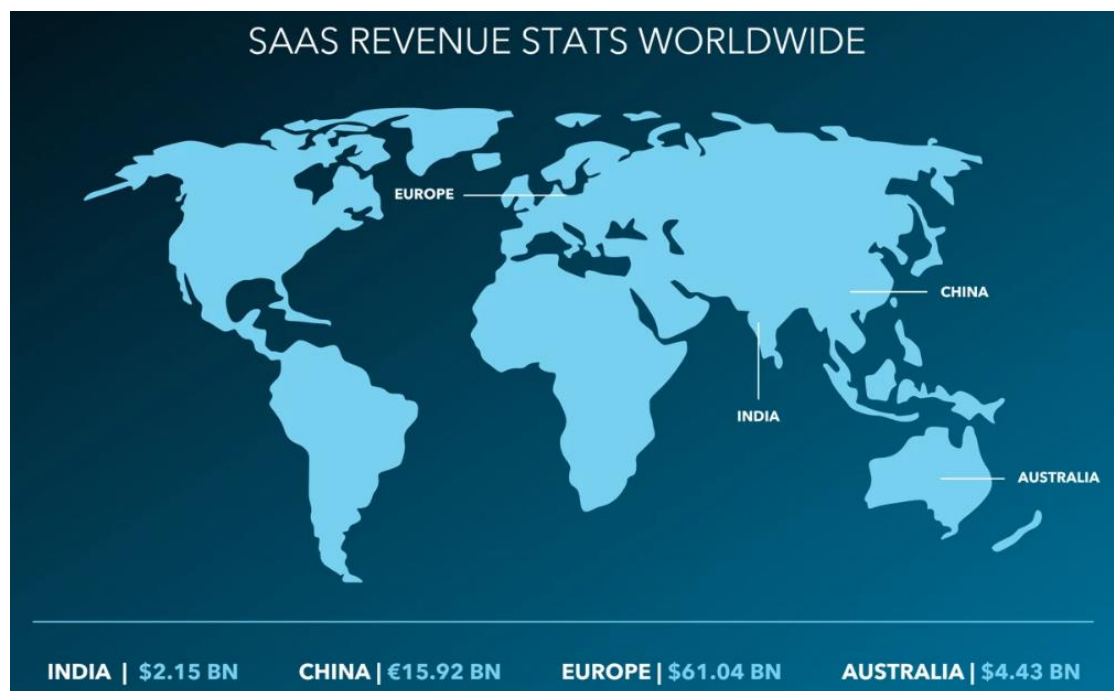 SAAS REVENUE STATS WORLDWIDE
EUROPE
CHINA
INDIA
AUSTRALIA
INDIA | $2.15 BN CHINA | €15.92 BN EUROPE | $61.04 BN AUSTRALIA | $4.43 BN